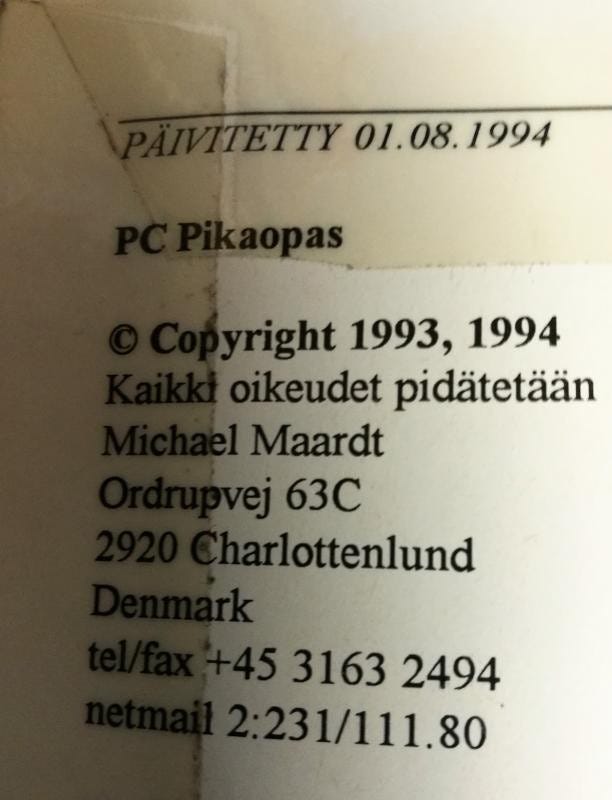 PÄIVITETTY 01.08.1994
PC Pikaopas
© Copyright 1993, 1994
Kaikki oikeudet pidätetään
Michael Maardt
Ordrupvej 63C
2920 Charlottenlund
Denmark
tel/fax +45 3163 2494
netmail 2:231/111.80